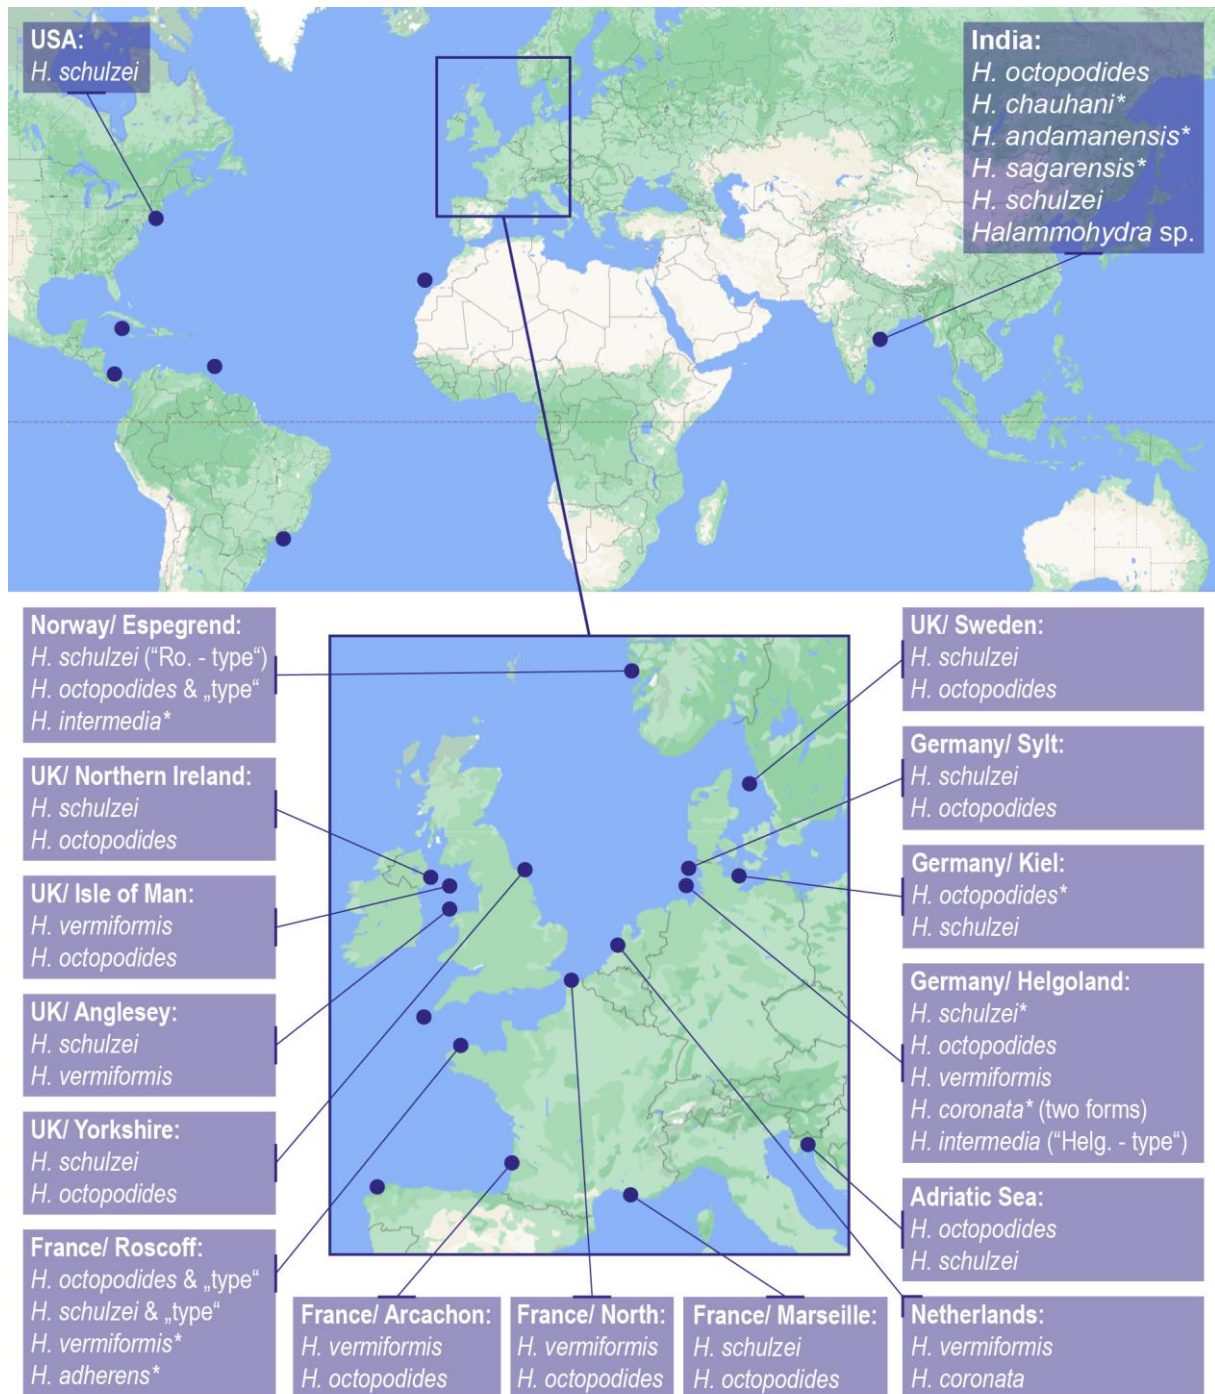 USA:
H. schulzei
India:
H. octopodides
H. chauhani*
H. andamanensis*
H. sagarensis*
H. schulzei
Halammohydra sp.
Norway/ Espegrend:
H. schulzei (“Ro. - type“)
H. octopodides & „type“
H. intermedia*
UK/ Northern Ireland:
H. schulzei
H. octopodides
UK/ Isle of Man:
H. vermiformis
H. octopodides
UK/ Anglesey:
H. schulzei
H. vermiformis
UK/ Yorkshire:
H. schulzei
H. octopodides
France/ Roscoff:
H. octopodides & „type“
H. schulzei & „type“
H. vermiformis*
H. adherens*
France/ Arcachon:
H. vermiformis
H. octopodides
France/ North:
H. vermiformis
H. octopodides
France/ Marseille:
H. schulzei
H. octopodides
UK/ Sweden:
H. schulzei
H. octopodides
Germany/ Sylt:
H. schulzei
H. octopodides
Germany/ Kiel:
H. octopodides*
H. schulzei
Germany/ Helgoland:
H. schulzei*
H. octopodides
H. vermiformis
H. coronata* (two forms)
H. intermedia (“Helg. - type“)
Adriatic Sea:
H. octopodides
H. schulzei
Netherlands:
H. vermiformis
H. coronata